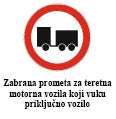 Zabrana prometa za teretna
motorna vozila koji vuku
priključno vozilo